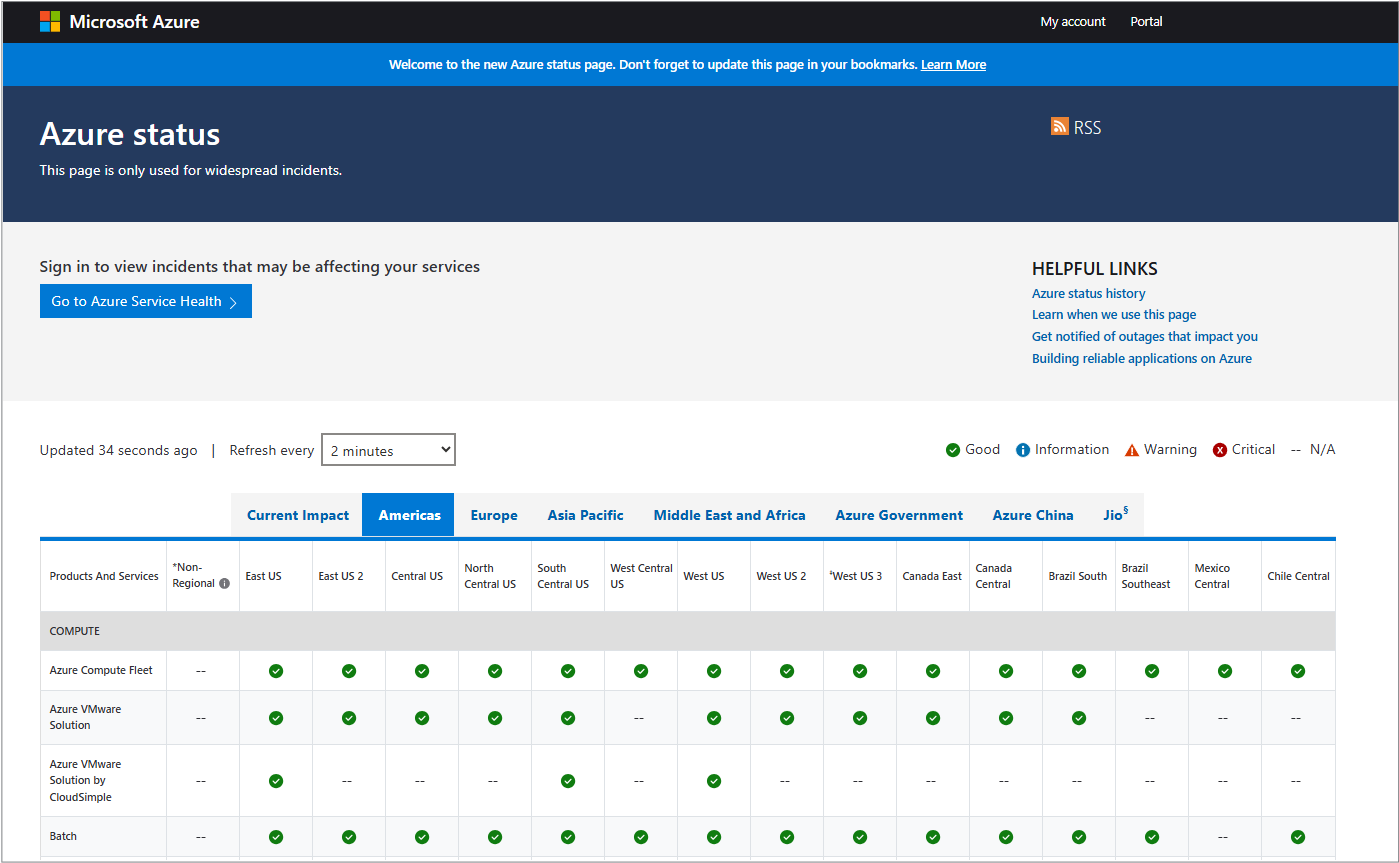 Microsoft Azure
My account Portal
Welcome to the new Azure status page. Don't forget to update this page in your bookmarks. Learn More
Azure status
RSS
This page is only used for widespread incidents.
Sign in to view incidents that may be affecting your services
Go to Azure Service Health
HELPFUL LINKS
Azure status history
Learn when we use this page
Get notified of outages that impact you
Building reliable applications on Azure
Updated 34 seconds ago | Refresh every 2 minutes
Good Information Warning Critical -- N/A
Current Impact Americas Europe Asia Pacific Middle East and Africa Azure Government Azure China Jio§
Products And Services
*Non-
Regional
East US
East US 2
Central US
North
Central US
South
Central US
West Central
US
West US
West US 2
‡West US 3
Canada East
Canada
Central
Brazil South
Brazil
Southeast
Mexico
Central
Chile Central
COMPUTE
Azure Compute Fleet --
Azure VMware
Solution
-- -- -- -- --
Azure VMware
Solution by
CloudSimple
-- -- -- -- -- -- -- -- -- -- -- -- --
Batch -- --